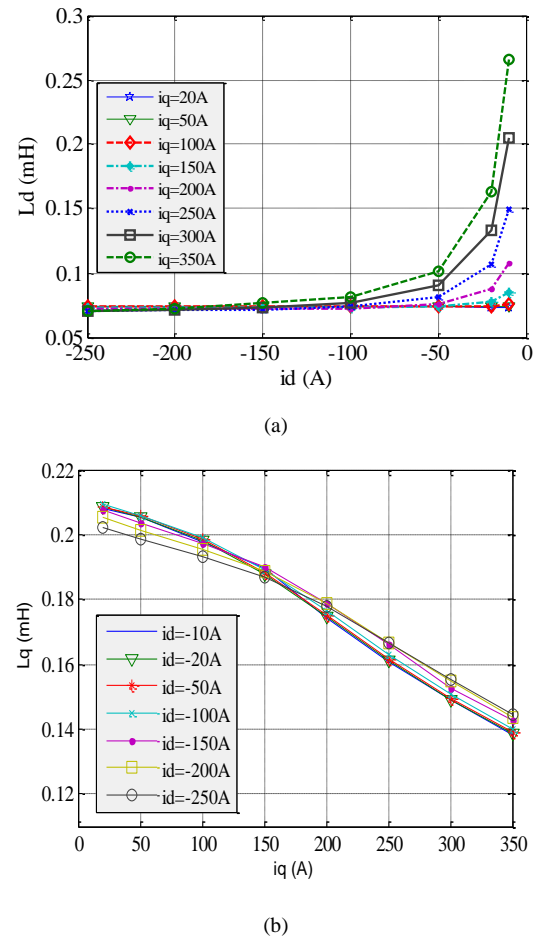 0.3
0.25
0.2
0.15
0.1
0.05
Ld (mH)
iq=20A
iq=50A
iq=100A
iq=150A
iq=200A
iq=250A
iq=300A
iq=350A
-250 -200 -150 -100 -50 0
id (A)
(a)
0.22
0.2
0.18
0.16
0.14
0.12
Lq (mH)
id=-10A
id=-20A
id=-50A
id=-100A
id=-150A
id=-200A
id=-250A
0 50 100 150 200 250 300 350
iq (A)
(b)